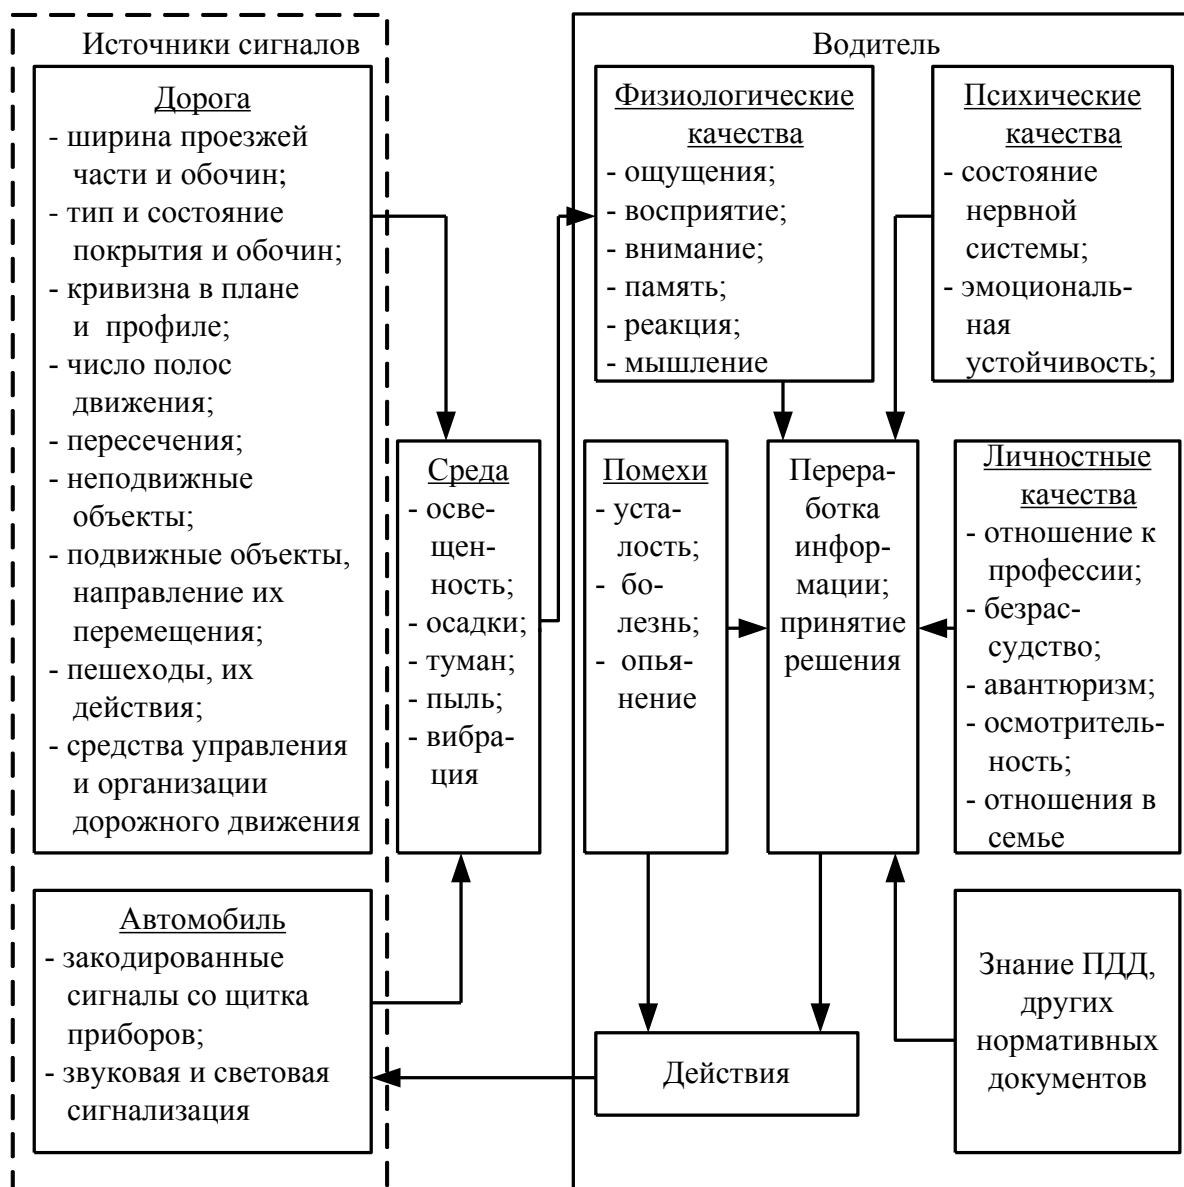 Источники сигналов
Дорога
- ширина проезжей
части и обочин;
- тип и состояние
покрытия и обочин;
- кривизна в плане
и профиле;
- число полос
движения;
- пересечения;
- неподвижные
объекты;
- подвижные объекты,
направление их
перемещения;
- пешеходы, их
действия;
- средства управления
и организации
дорожного движения
Автомобиль
- закодированные
сигналы со щитка
приборов;
- звуковая и световая
сигнализация
Среда
- осве-
щен-
ность;
- осадки;
- туман;
- пыль;
- вибра-
ция
Водитель
Физиологические
качества
- ощущения;
- восприятие;
- внимание;
- память;
- реакция;
- мышление
Психические
качества
- состояние
нервной
системы;
- эмоциональ-
ная
устойчивость;
Помехи
- уста-
лость;
- бо-
лезнь;
- опья-
нение
Перера-
ботка
инфор-
мации;
принятие
решения
Личностные
качества
- отношение к
профессии;
- безрас-
судство;
- авантюризм;
- осмотритель-
ность;
- отношения в
семье
Действия
Знание ПДД,
других
нормативных
документов